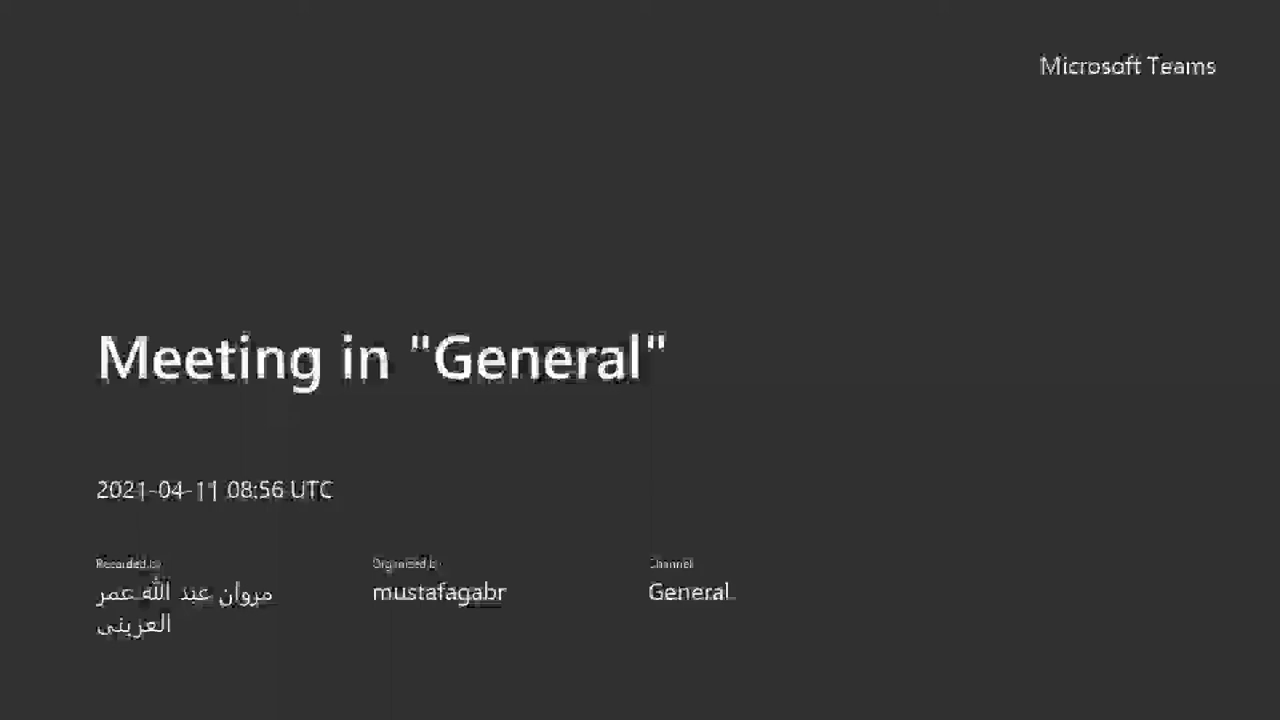 Microsoft Teams
Meeting in "General"
2021-04-11 08:56 UTC
Recorded by
Organized by
Channel
مروان عبد الله عمر
العزبنى
mustafagabr
General